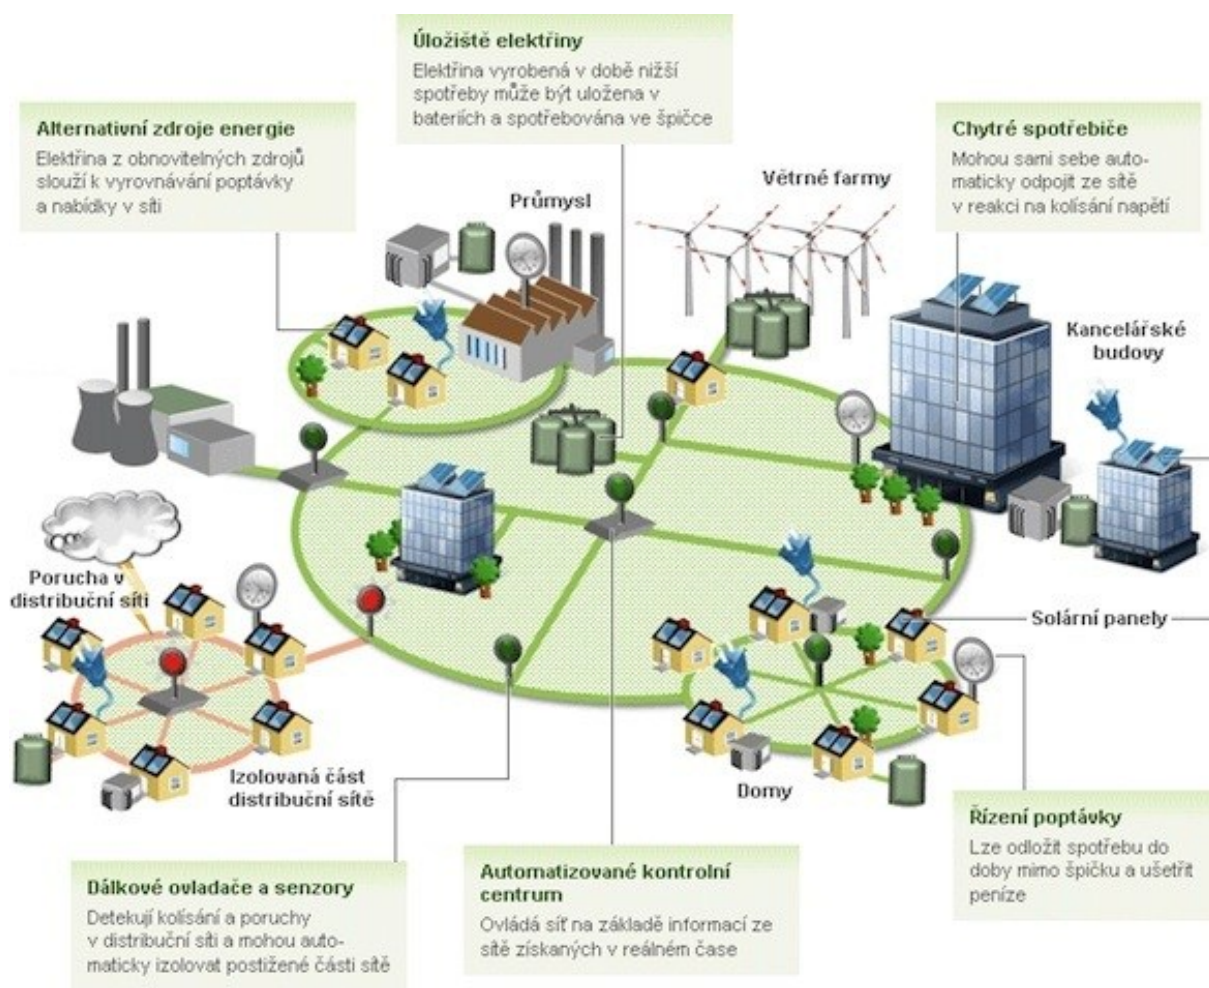 Úložiště elektřiny
Elektřina vyrobená v době nižší
spotřeby může být uložena v
bateriích a spotřebována ve špičce
Alternativní zdroje energie
Elektřina z obnovitelných zdrojů
slouží k vyrovnávání poptávky
a nabídky v síti
Chytré spotřebiče
Mohou sami sebe auto-
maticky odpojit ze sítě
v reakci na kolísání napětí
Větrné farmy
Průmysl
Kancelářské
budovy
Porucha v
distribuční síti
Solární panely
Izolovaná část
distribuční sítě
Domy
Řízení poptávky
Lze odložit spotřebu do
doby mimo špičku a ušetřit
peníze
Dálkové ovladače a senzory
Detekují kolísání a poruchy
v distribuční síti a mohou auto-
maticky izolovat postižené části sítě
Automatizované kontrolní
centrum
Ovládá síť na základě informací ze
sítě získaných v reálném čase